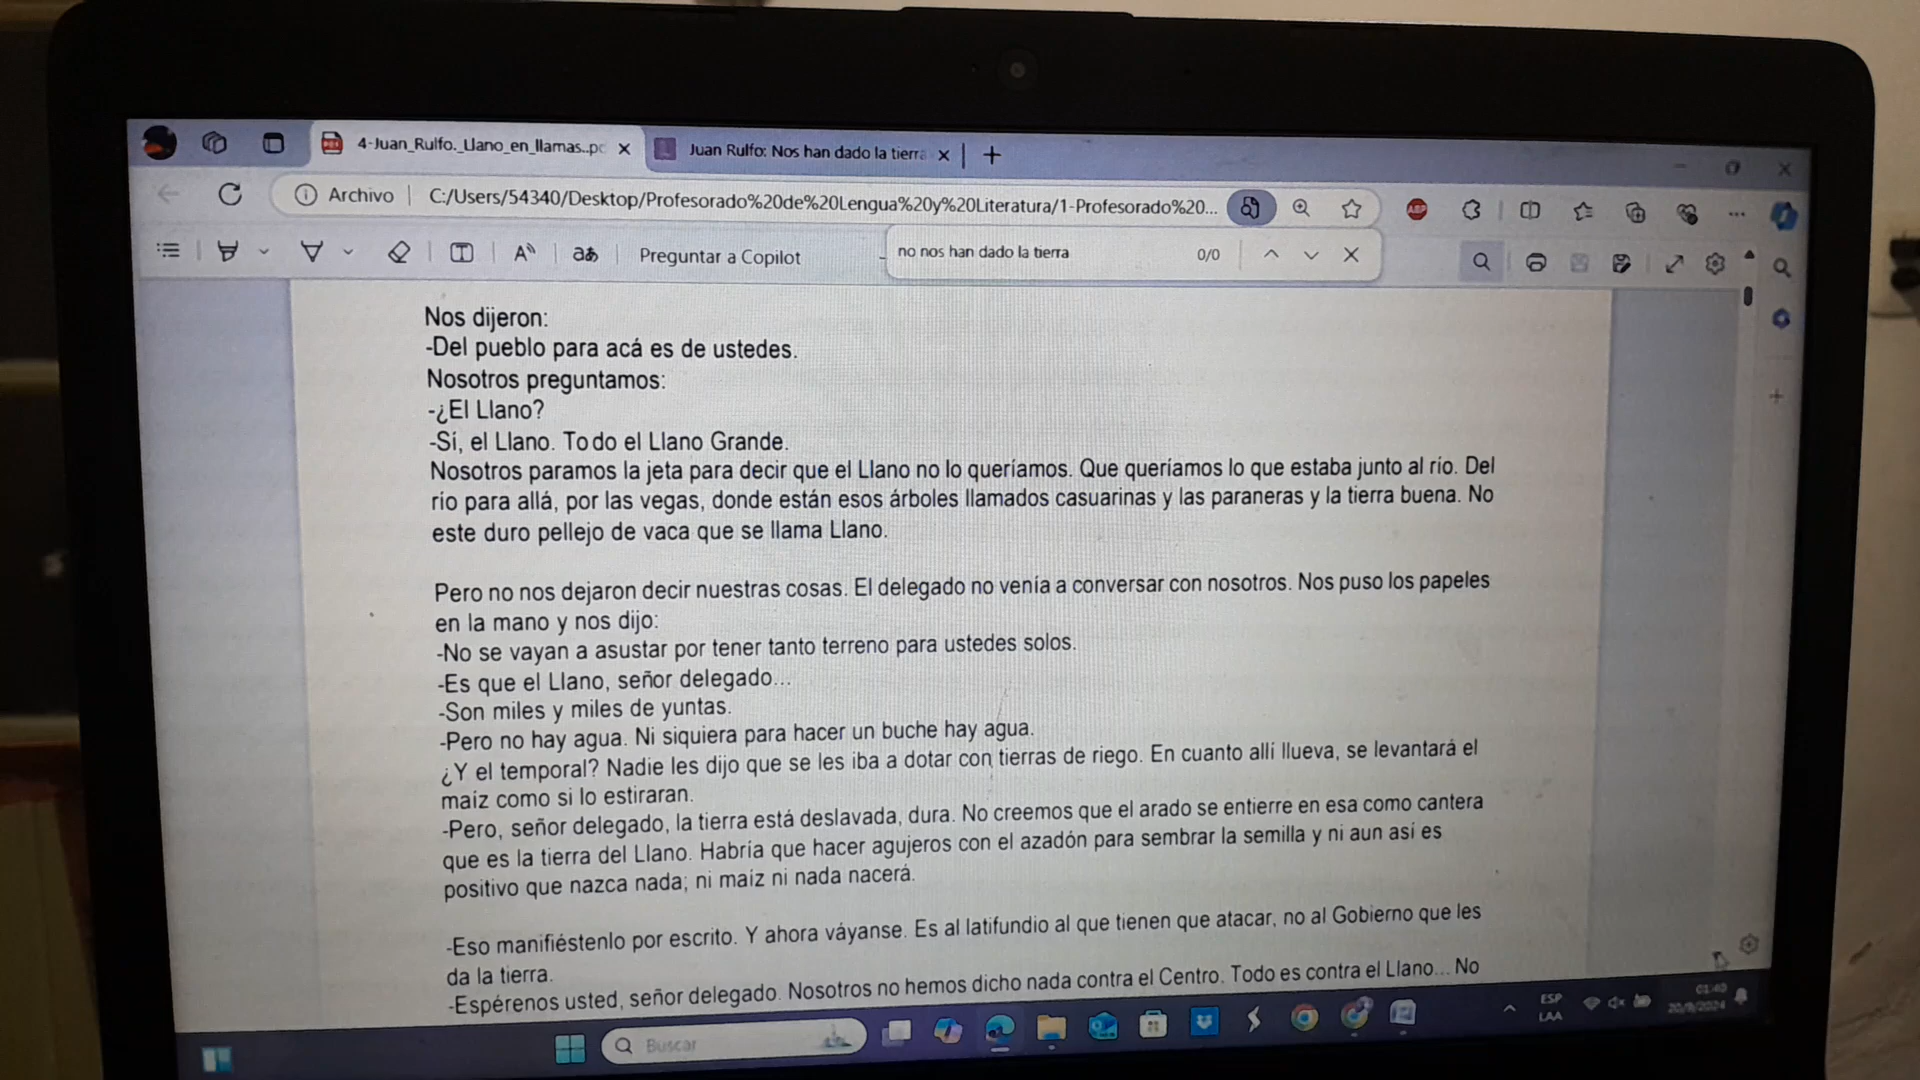 4-Juan_Rulfo._Llano_en_llamas..pd
Juan Rulfo: Nos han dado la tierra
Archivo
C:/Users/54340/Desktop/Profesorado%20de%20Lengua%20y%20Literatura/1-Profesorado%20...
ABP
Preguntar a Copilot
no nos han dado la tierra
0/0
Nos dijeron:
-Del pueblo para acá es de ustedes.
Nosotros preguntamos:
-¿El Llano?
-Sí, el Llano. Todo el Llano Grande.
Nosotros paramos la jeta para decir que el Llano no lo queríamos. Que queríamos lo que estaba junto al río. Del
río para allá, por las vegas, donde están esos árboles llamados casuarinas y las paraneras y la tierra buena. No
este duro pellejo de vaca que se llama Llano.
Pero no nos dejaron decir nuestras cosas. El delegado no venía a conversar con nosotros. Nos puso los papeles
en la mano y nos dijo:
-No se vayan a asustar por tener tanto terreno para ustedes solos.
-Es que el Llano, señor delegado...
-Son miles y miles de yuntas.
-Pero no hay agua. Ni siquiera para hacer un buche hay agua.
¿Y el temporal? Nadie les dijo que se les iba a dotar con tierras de riego. En cuanto allí llueva, se levantará el
maíz como si lo estiraran.
-Pero, señor delegado, la tierra está deslavada, dura. No creemos que el arado se entierre en esa como cantera
que es la tierra del Llano. Habría que hacer agujeros con el azadón para sembrar la semilla y ni aun así es
positivo que nazca nada; ni maíz ni nada nacerá.
-Eso manifiéstenlo por escrito. Y ahora váyanse. Es al latifundio al que tienen que atacar, no al Gobierno que les
da la tierra.
-Espérenos usted, señor delegado. Nosotros no hemos dicho nada contra el Centro. Todo es contra el Llano... No
Buscar
ESP
LAA
01:40
20/9/2024